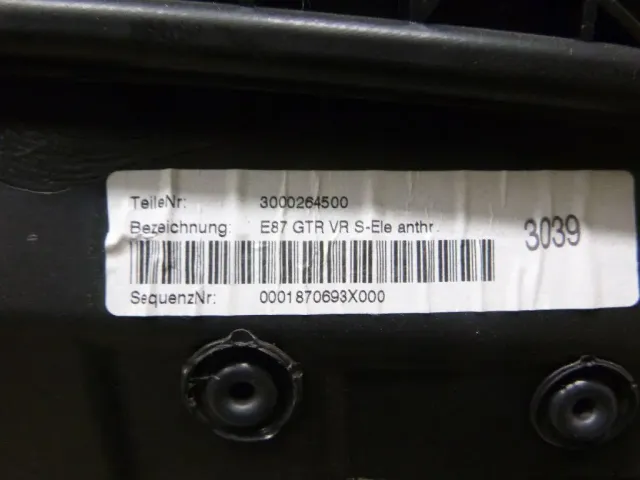 TeileNr: 3000264500
Bezeichnung: E87 GTR VR S-Ele anthr.
3039
SequenzNr: 0001870693X000